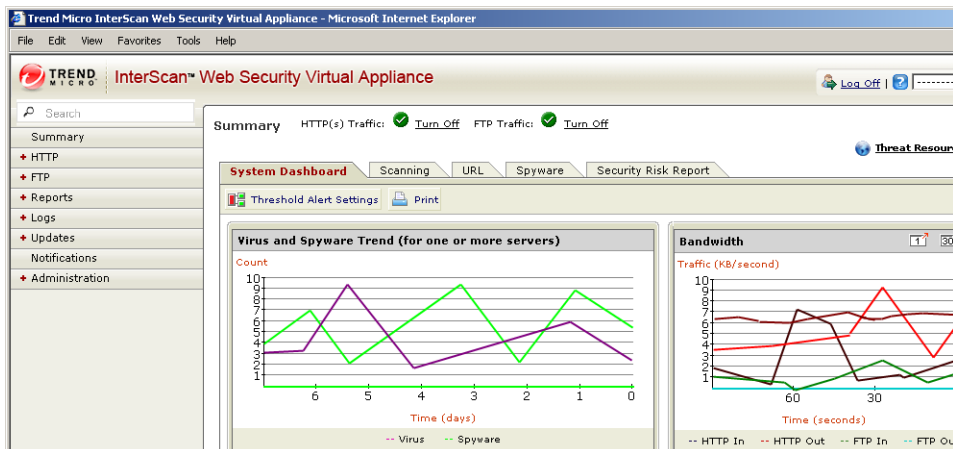 Trend Micro InterScan Web Security Virtual Appliance - Microsoft Internet Explorer
File Edit View Favorites Tools Help
TREND MICRO InterScan™ Web Security Virtual Appliance
Log Off | ? --------
Search
Summary
+ HTTP
+ FTP
+ Reports
+ Logs
+ Updates
Notifications
+ Administration
Summary HTTP(s) Traffic: Turn Off FTP Traffic: Turn Off
Threat Resour
System Dashboard Scanning URL Spyware Security Risk Report
Threshold Alert Settings Print
Virus and Spyware Trend (for one or more servers)
Count
10
9
8
7
6
5
4
3
2
1
6 5 4 3 2 1 0
Time (days)
-- Virus -- Spyware
Bandwidth 1 30
Traffic (KB/second)
10
9
8
7
6
5
4
3
2
1
60 30
Time (seconds)
-- HTTP In -- HTTP Out -- FTP In -- FTP Ou